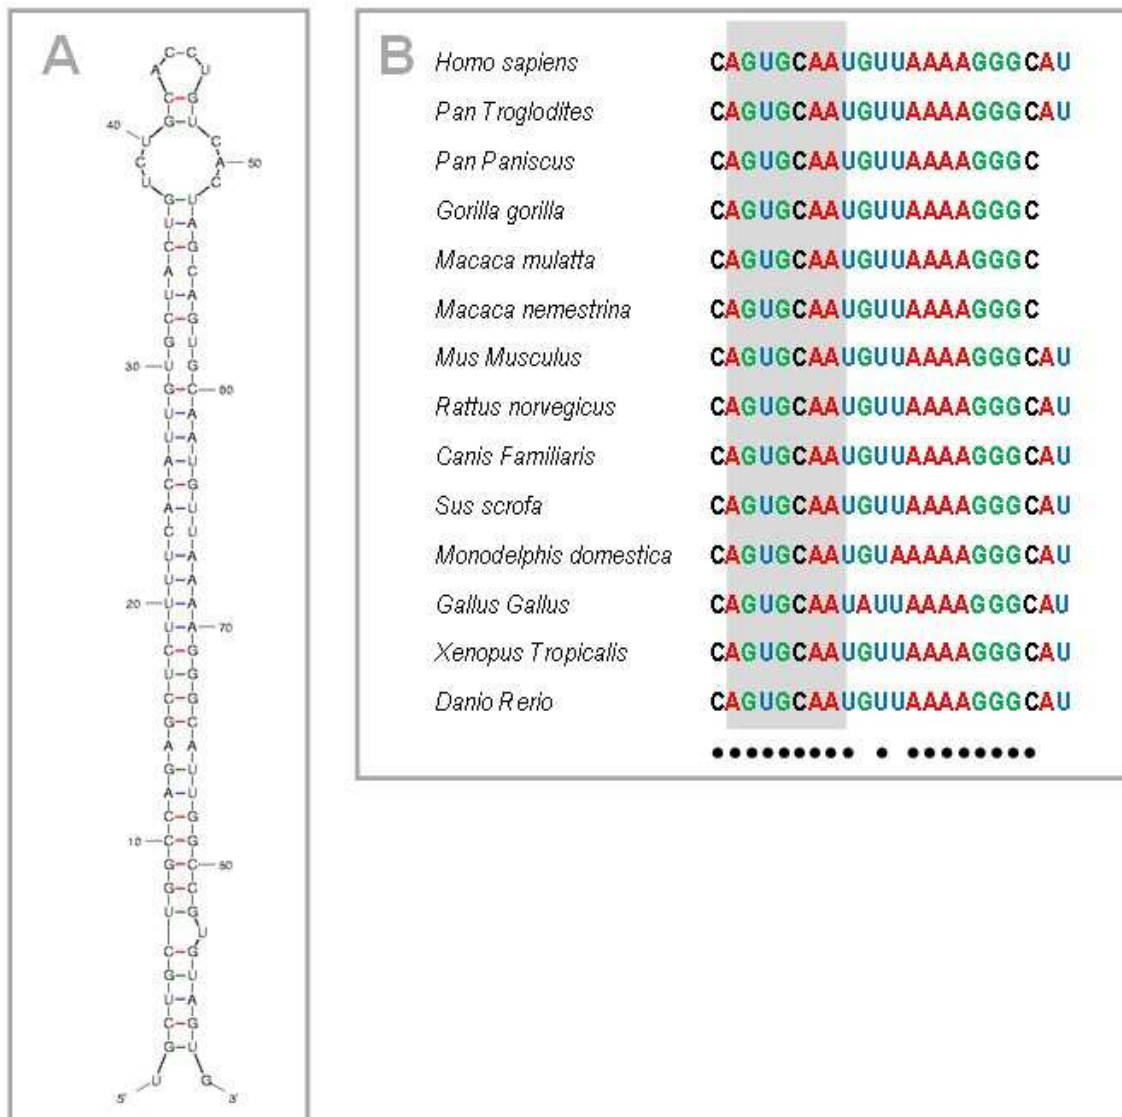 A
C C
A U
C G
G U
40
U C
C A 50
U C
G U
U A
C G
A C
U A
C G
G U
30 U G
G C 60
U A
U A
A U
C G
A U
C U
U A
U A
20 U A
U A 70
C G
U G
C G
G C
A A
G U
A U
C G
10 C G
G C 80
G C
U G
U
C G
G U
U A
C G
G U
U G
5' 3'
B
Homo sapiens CAGUGCAAUGUUAAAAGGGCAU
Pan Troglodites CAGUGCAAUGUUAAAAGGGCAU
Pan Paniscus CAGUGCAAUGUUAAAAGGGC
Gorilla gorilla CAGUGCAAUGUUAAAAGGGC
Macaca mulatta CAGUGCAAUGUUAAAAGGGC
Macaca nemestrina CAGUGCAAUGUUAAAAGGGC
Mus Musculus CAGUGCAAUGUUAAAAGGGCAU
Rattus norvegicus CAGUGCAAUGUUAAAAGGGCAU
Canis Familiaris CAGUGCAAUGUUAAAAGGGCAU
Sus scrofa CAGUGCAAUGUUAAAAGGGCAU
Monodelphis domestica CAGUGCAAUGUAAAAAGGGCAU
Gallus Gallus CAGUGCAAUAUUAAAAGGGCAU
Xenopus Tropicalis CAGUGCAAUGUUAAAAGGGCAU
Danio Rerio CAGUGCAAUGUUAAAAGGGCAU